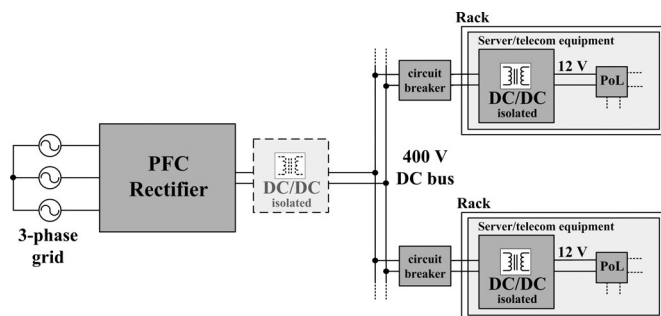 3-phase
grid
PFC
Rectifier
DC/DC
isolated
400 V
DC bus
circuit
breaker
Rack
Server/telecom equipment
DC/DC
isolated
12 V
PoL
circuit
breaker
Rack
Server/telecom equipment
DC/DC
isolated
12 V
PoL